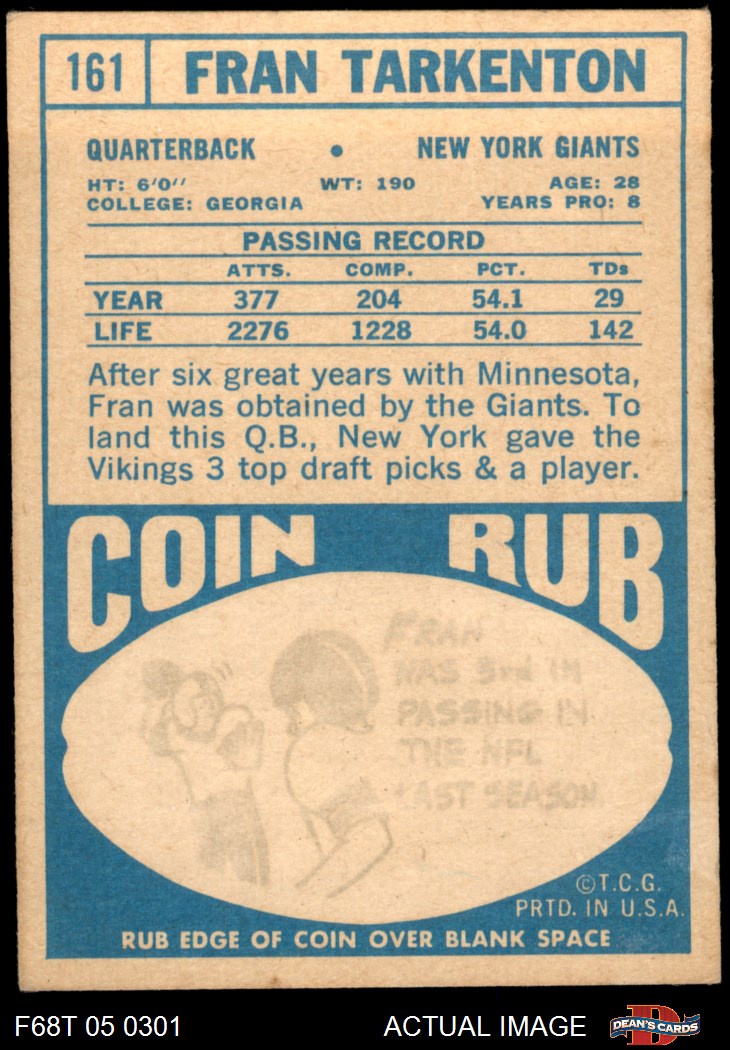 161 FRAN TARKENTON
QUARTERBACK • NEW YORK GIANTS
HT: 6'0'' WT: 190 AGE: 28
COLLEGE: GEORGIA YEARS PRO: 8
PASSING RECORD
ATTS. COMP. PCT. TDs
YEAR 377 204 54.1 29
LIFE 2276 1228 54.0 142
After six great years with Minnesota,
Fran was obtained by the Giants. To
land this Q.B., New York gave the
Vikings 3 top draft picks & a player.
COIN RUB
FRAN
WAS 3rd IN
PASSING IN
THE NFL
LAST SEASON
©T.C.G.
PRTD. IN U.S.A.
RUB EDGE OF COIN OVER BLANK SPACE
F68T 05 0301 ACTUAL IMAGE DEAN'S CARDS